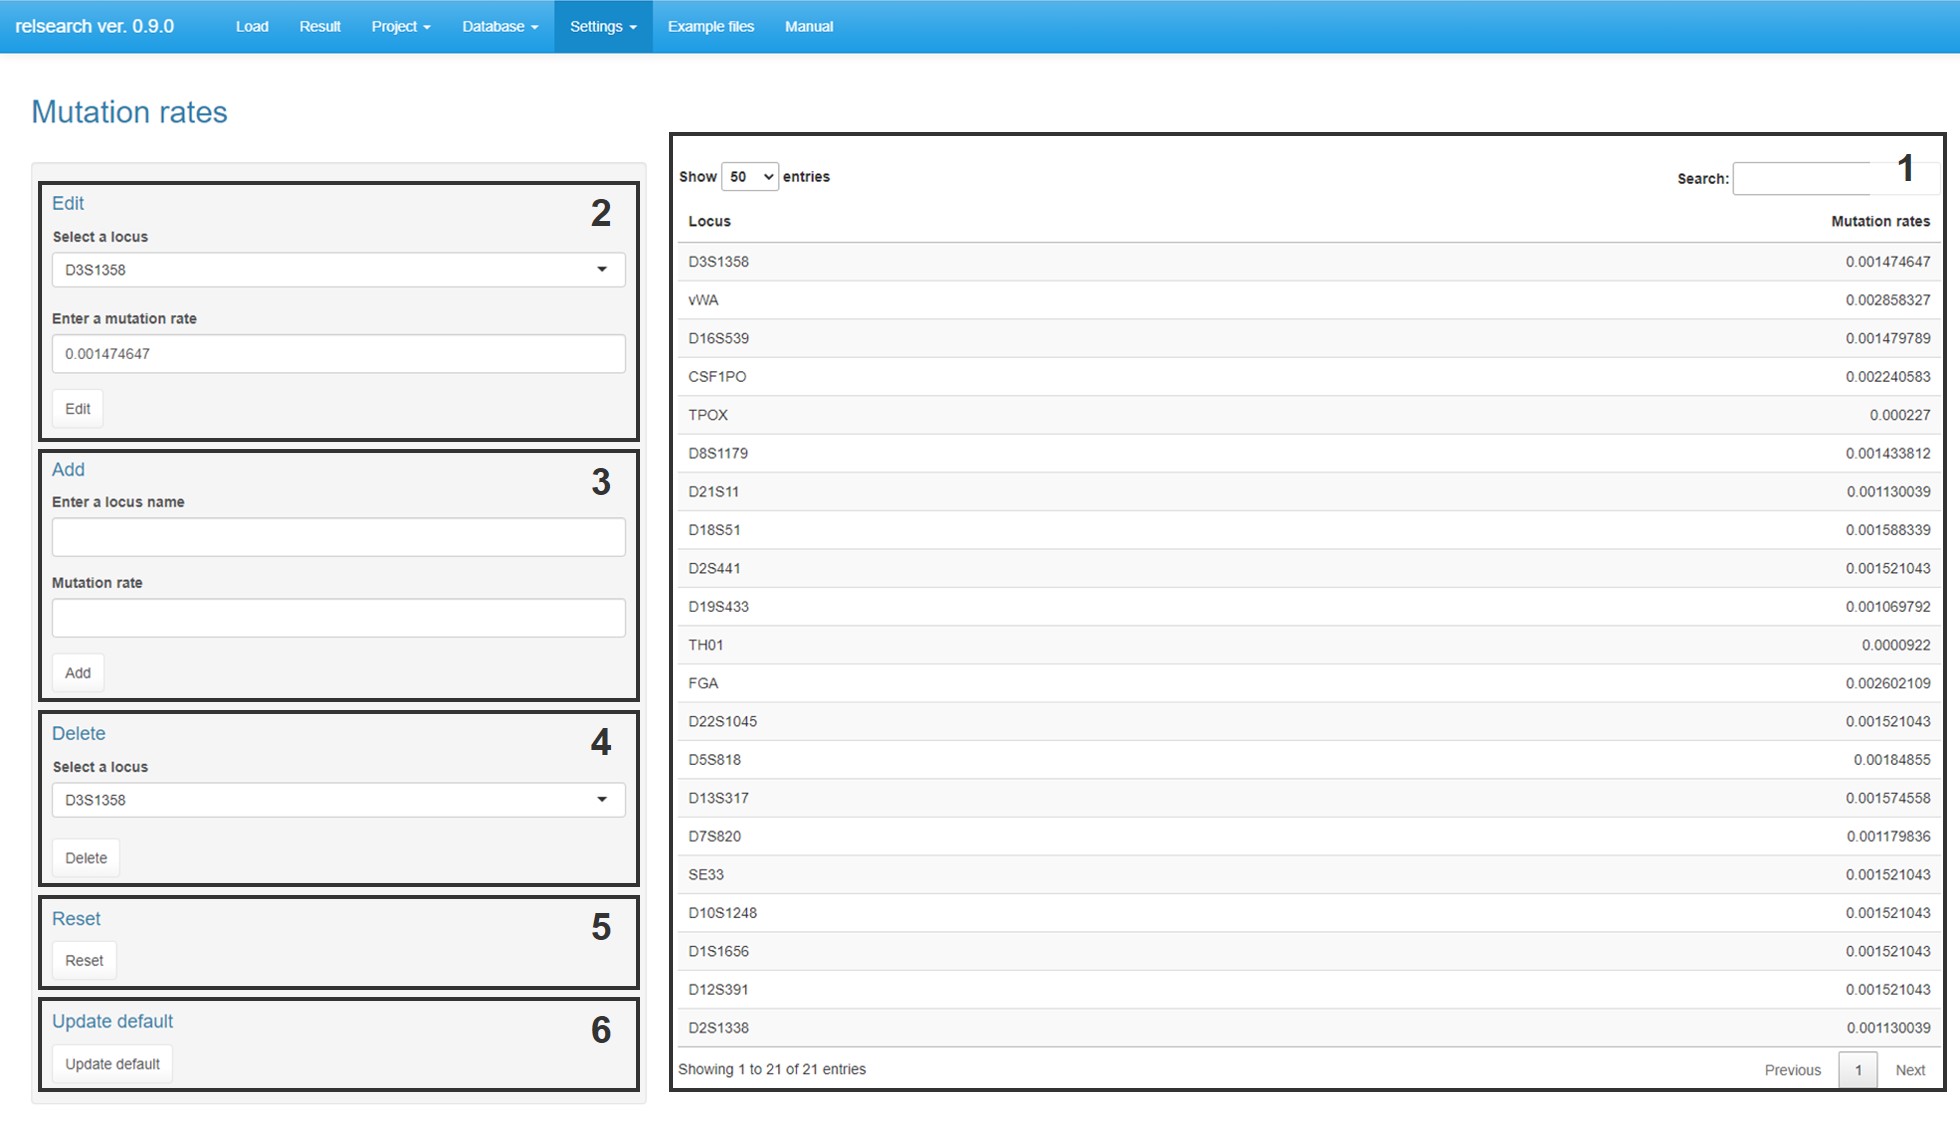 relsearch ver. 0.9.0 Load Result Project Database Settings Example files Manual
Mutation rates
2
Edit
Select a locus
D3S1358
Enter a mutation rate
0.001474647
Edit
3
Add
Enter a locus name
Mutation rate
Add
4
Delete
Select a locus
D3S1358
Delete
5
Reset
Reset
6
Update default
Update default
1
Show 50 entries Search:
Locus Mutation rates
D3S1358 0.001474647
vWA 0.002858327
D16S539 0.001479789
CSF1PO 0.002240583
TPOX 0.000227
D8S1179 0.001433812
D21S11 0.001130039
D18S51 0.001588339
D2S441 0.001521043
D19S433 0.001069792
TH01 0.0000922
FGA 0.002602109
D22S1045 0.001521043
D5S818 0.00184855
D13S317 0.001574558
D7S820 0.001179836
SE33 0.001521043
D10S1248 0.001521043
D1S1656 0.001521043
D12S391 0.001521043
D2S1338 0.001130039
Showing 1 to 21 of 21 entries Previous 1 Next